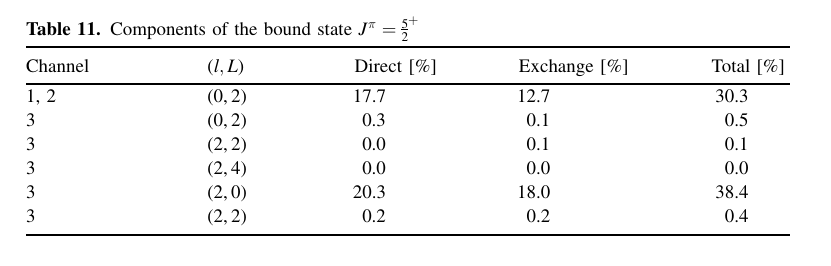 Table 11. Components of the bound state J^π = 5/2^+
Channel (l, L) Direct [%] Exchange [%] Total [%]
1, 2 (0, 2) 17.7 12.7 30.3
3 (0, 2) 0.3 0.1 0.5
3 (2, 2) 0.0 0.1 0.1
3 (2, 4) 0.0 0.0 0.0
3 (2, 0) 20.3 18.0 38.4
3 (2, 2) 0.2 0.2 0.4